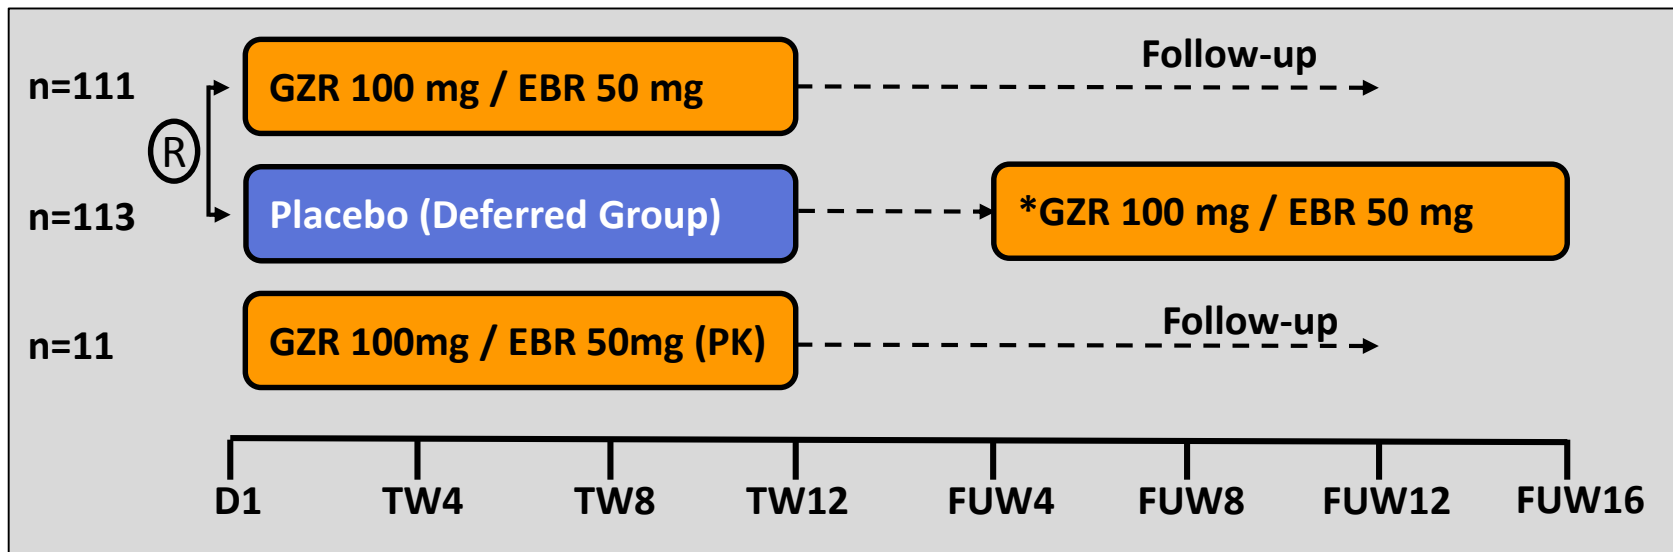 n=111
GZR 100 mg / EBR 50 mg
Follow-up
R
n=113
Placebo (Deferred Group)
*GZR 100 mg / EBR 50 mg
n=11
GZR 100mg / EBR 50mg (PK)
Follow-up
D1 TW4 TW8 TW12 FUW4 FUW8 FUW12 FUW16